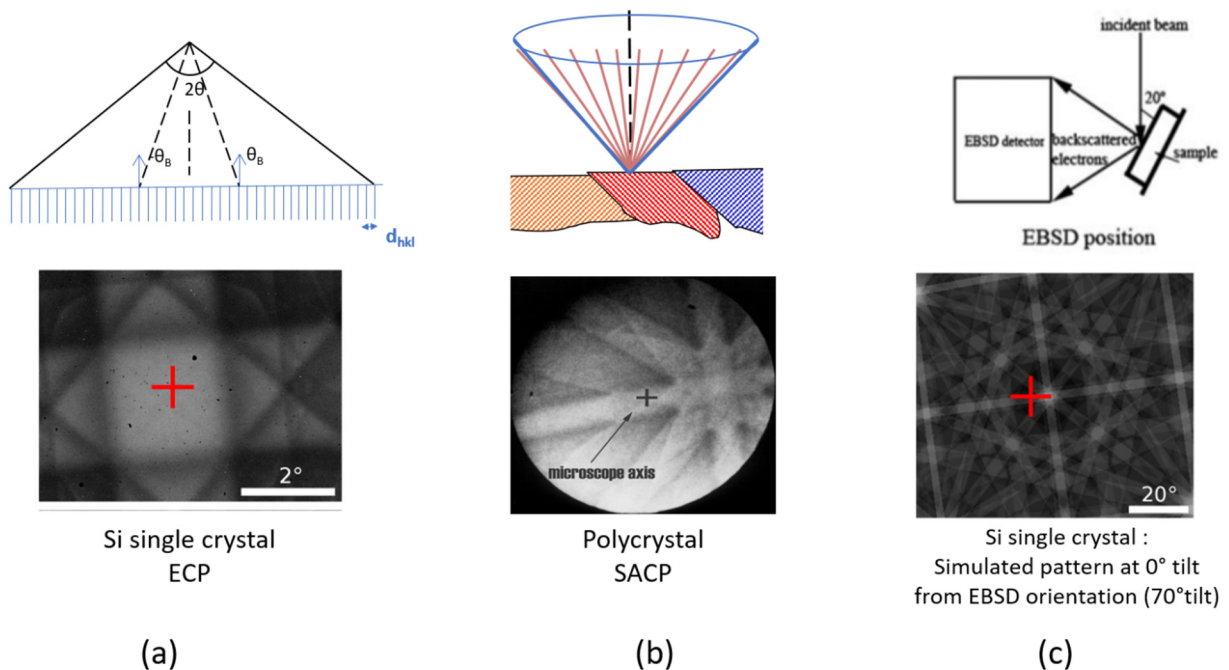 2θ
θB
θB
dhkl
2°
Si single crystal
ECP
(a)
microscope axis
Polycrystal
SACP
(b)
incident beam
20°
EBSD detector
backscattered
electrons
sample
EBSD position
20°
Si single crystal :
Simulated pattern at 0° tilt
from EBSD orientation (70°tilt)
(c)